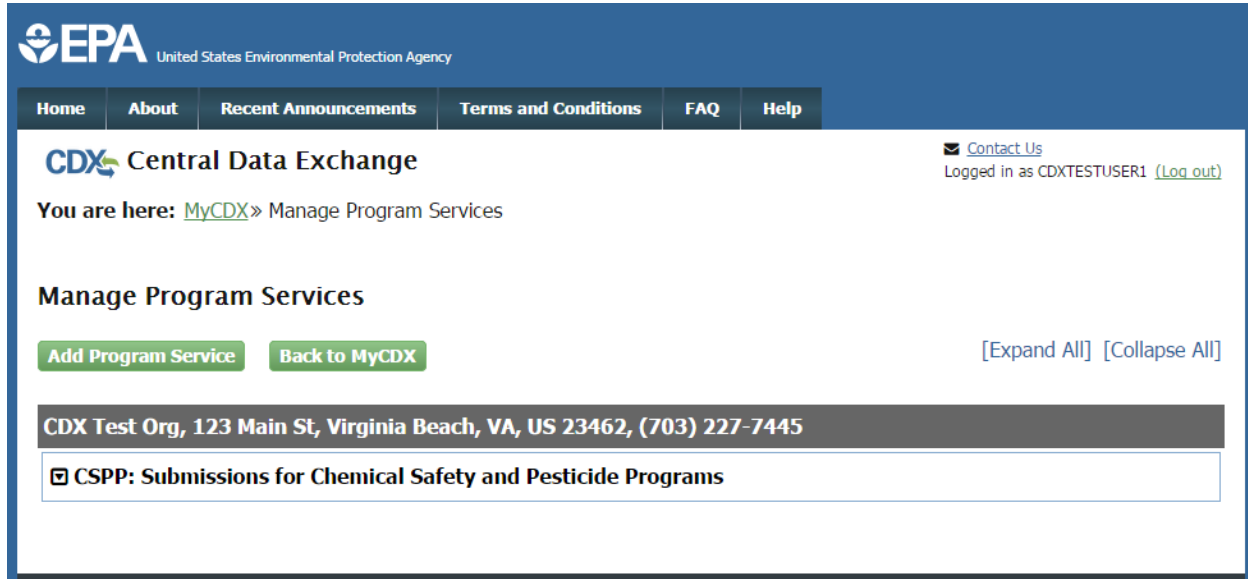 EPA United States Environmental Protection Agency
Home About Recent Announcements Terms and Conditions FAQ Help
CDX Central Data Exchange
Contact Us
Logged in as CDXTESTUSER1 (Log out)
You are here: MyCDX» Manage Program Services
Manage Program Services
Add Program Service Back to MyCDX [Expand All] [Collapse All]
CDX Test Org, 123 Main St, Virginia Beach, VA, US 23462, (703) 227-7445
CSPP: Submissions for Chemical Safety and Pesticide Programs